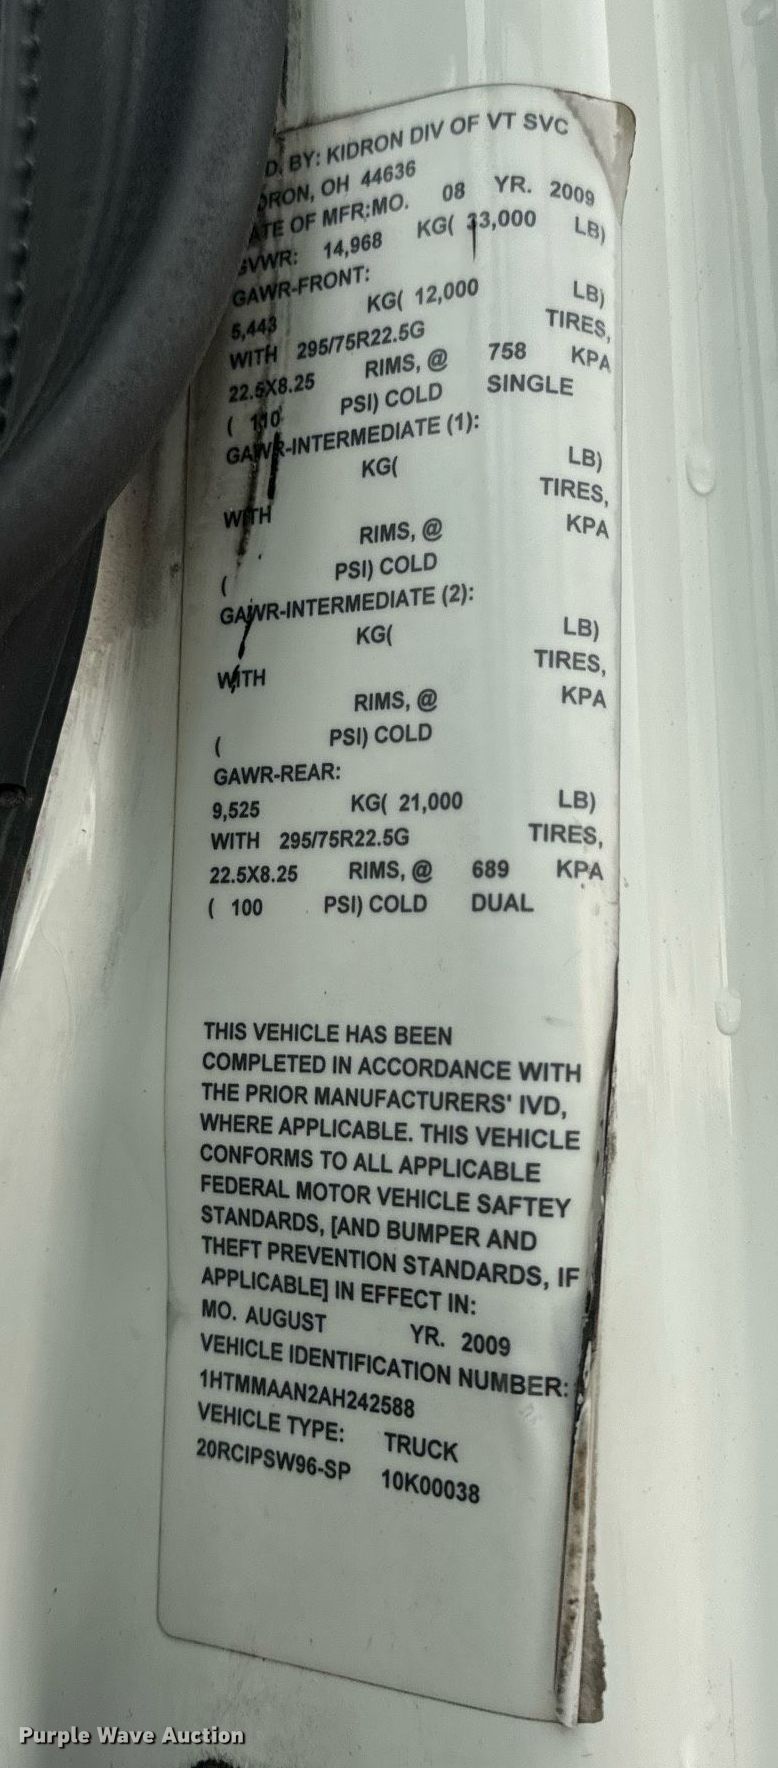 D. BY: KIDRON DIV OF VT SVC
DRON, OH 44636
ATE OF MFR:MO. 08 YR. 2009
GVWR: 14,968 KG( 33,000 LB)
GAWR-FRONT:
5,443 KG( 12,000 LB)
WITH 295/75R22.5G TIRES,
22.5X8.25 RIMS, @ 758 KPA
( 110 PSI) COLD SINGLE
GAWR-INTERMEDIATE (1):
KG( LB)
WITH TIRES,
RIMS, @ KPA
( PSI) COLD
GAWR-INTERMEDIATE (2):
KG( LB)
WITH TIRES,
RIMS, @ KPA
( PSI) COLD
GAWR-REAR:
9,525 KG( 21,000 LB)
WITH 295/75R22.5G TIRES,
22.5X8.25 RIMS, @ 689 KPA
( 100 PSI) COLD DUAL
THIS VEHICLE HAS BEEN
COMPLETED IN ACCORDANCE WITH
THE PRIOR MANUFACTURERS' IVD,
WHERE APPLICABLE. THIS VEHICLE
CONFORMS TO ALL APPLICABLE
FEDERAL MOTOR VEHICLE SAFTEY
STANDARDS, [AND BUMPER AND
THEFT PREVENTION STANDARDS, IF
APPLICABLE] IN EFFECT IN:
MO. AUGUST YR. 2009
VEHICLE IDENTIFICATION NUMBER:
1HTMMAAN2AH242588
VEHICLE TYPE: TRUCK
20RCIPSW96-SP 10K00038
Purple Wave Auction